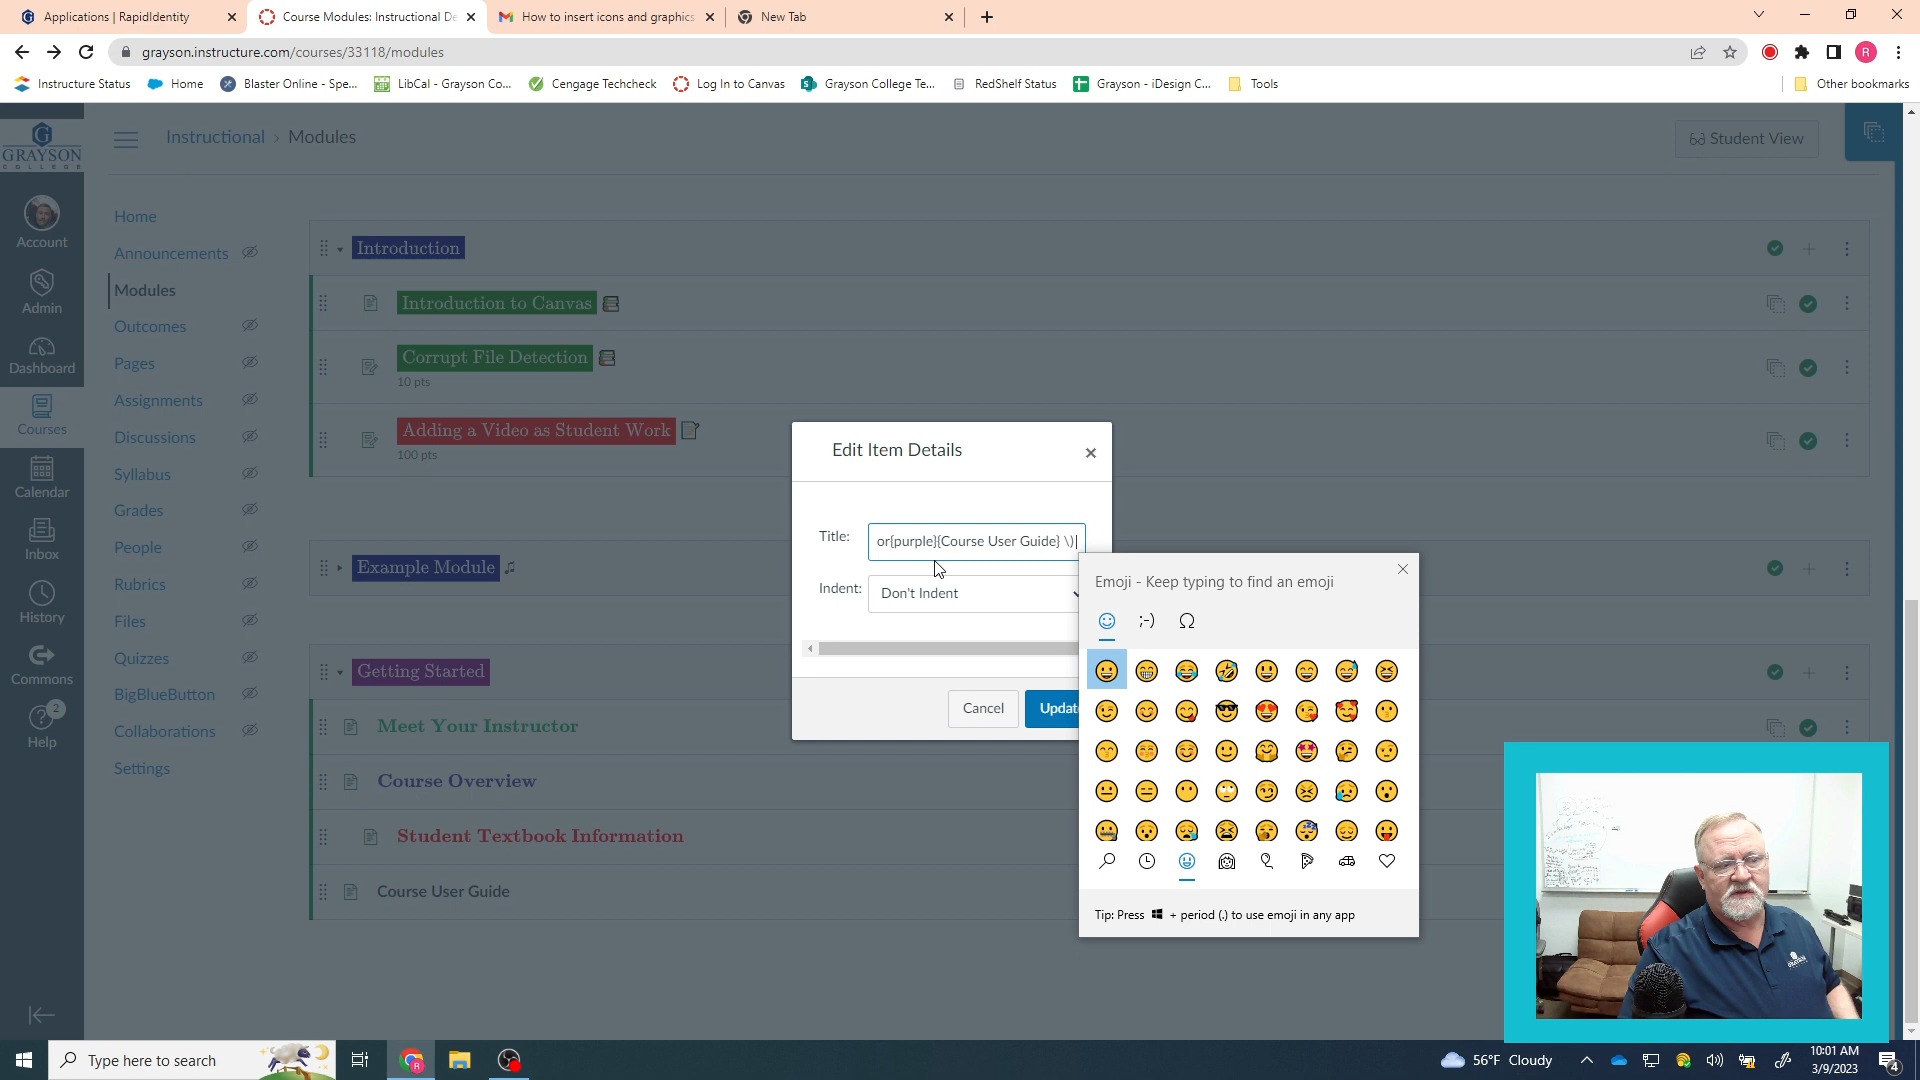 Applications | RapidIdentity
Course Modules: Instructional De
How to insert icons and graphics
New Tab
grayson.instructure.com/courses/33118/modules
Instructure Status
Home
Blaster Online - Spe...
LibCal - Grayson Co...
Cengage Techcheck
Log In to Canvas
Grayson College Te...
RedShelf Status
Grayson - iDesign C...
Tools
Other bookmarks
GRAYSON
COLLEGE
Instructional › Modules
Student View
Account
Admin
Dashboard
Courses
Calendar
Inbox
History
Commons
2
Help
Home
Announcements
Modules
Outcomes
Pages
Assignments
Discussions
Syllabus
Grades
People
Rubrics
Files
Quizzes
BigBlueButton
Collaborations
Settings
Introduction
Introduction to Canvas
Corrupt File Detection
10 pts
Adding a Video as Student Work
100 pts
Example Module
Getting Started
Meet Your Instructor
Course Overview
Student Textbook Information
Course User Guide
Edit Item Details
Title:
or{purple}{Course User Guide} \)
Indent:
Don't Indent
Cancel
Update
Emoji - Keep typing to find an emoji
;-)
Ω
Tip: Press + period (.) to use emoji in any app
Type here to search
56°F Cloudy
10:01 AM
3/9/2023
4